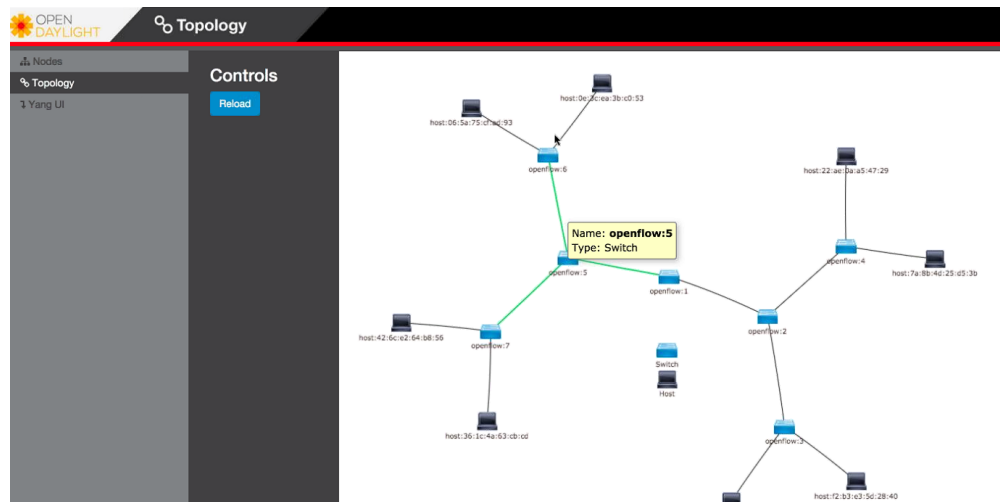 OPEN
DAYLIGHT
Topology
Nodes
Topology
Yang UI
Controls
Reload
host:0e:3c:ea:3b:c0:53
host:06:5a:75:cf:ad:93
openflow:6
host:22:ae:0a:a5:47:29
Name: openflow:5
Type: Switch
openflow:4
openflow:5
host:7a:8b:4d:25:d5:3b
openflow:1
openflow:2
host:42:6c:e2:64:b8:56
openflow:7
Switch
Host
host:36:1c:4a:63:cb:cd
openflow:3
host:f2:b3:e3:5d:28:40